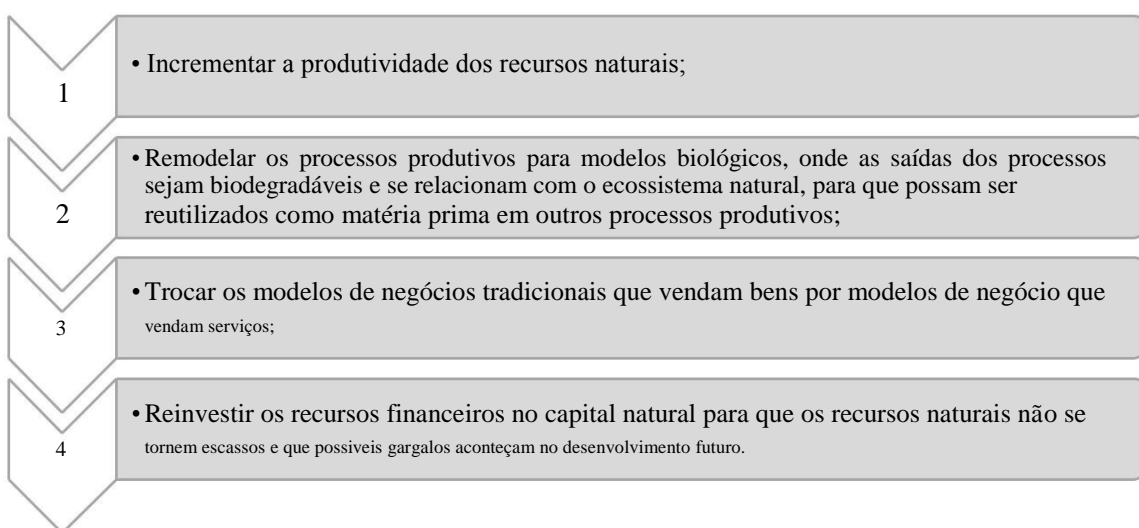 1
• Incrementar a produtividade dos recursos naturais;
2
• Remodelar os processos produtivos para modelos biológicos, onde as saídas dos processos
sejam biodegradáveis e se relacionam com o ecossistema natural, para que possam ser
reutilizados como matéria prima em outros processos produtivos;
3
• Trocar os modelos de negócios tradicionais que vendam bens por modelos de negócio que
vendam serviços;
4
• Reinvestir os recursos financeiros no capital natural para que os recursos naturais não se
tornem escassos e que possiveis gargalos aconteçam no desenvolvimento futuro.